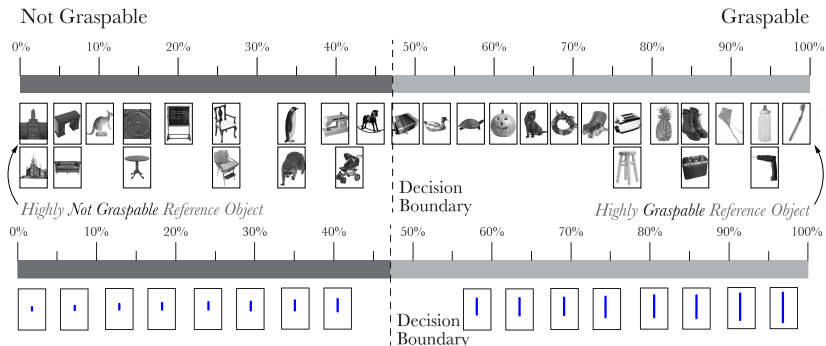 Not Graspable Graspable
0% 10% 20% 30% 40% 50% 60% 70% 80% 90% 100%
Decision
Boundary
Highly Not Graspable Reference Object Highly Graspable Reference Object
0% 10% 20% 30% 40% 50% 60% 70% 80% 90% 100%
Decision
Boundary